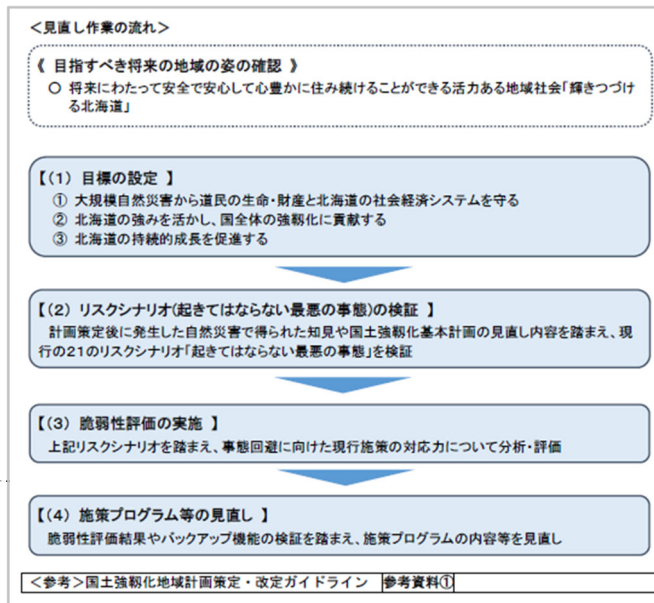 ＜見直し作業の流れ＞
《 目指すべき将来の地域の姿の確認 》
○ 将来にわたって安全で安心して心豊かに住み続けることができる活力ある地域社会「輝きつづけ
る北海道」
【（１） 目標の設定 】
① 大規模自然災害から道民の生命・財産と北海道の社会経済システムを守る
② 北海道の強みを活かし、国全体の強靱化に貢献する
③ 北海道の持続的成長を促進する
【（２） リスクシナリオ(起きてはならない最悪の事態)の検証 】
計画策定後に発生した自然災害で得られた知見や国土強靱化基本計画の見直し内容を踏まえ、現
行の２１のリスクシナリオ「起きてはならない最悪の事態」を検証
【（３） 脆弱性評価の実施 】
上記リスクシナリオを踏まえ、事態回避に向けた現行施策の対応力について分析・評価
【（４） 施策プログラム等の見直し 】
脆弱性評価結果やバックアップ機能の検証を踏まえ、施策プログラムの内容等を見直し
＜参考＞国土強靱化地域計画策定・改定ガイドライン 参考資料①